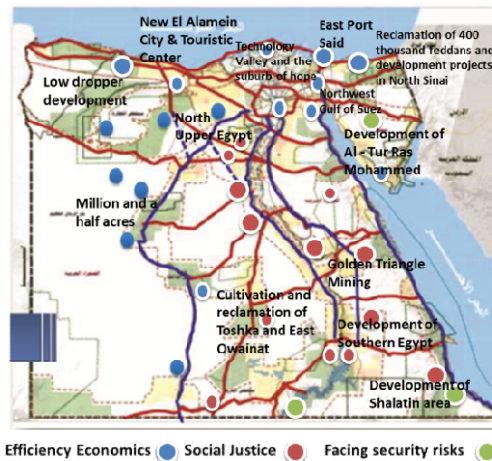 New El Alamein
City & Touristic
Center
East Port
Said
Technology
Valley and the
suburb of hope
Reclamation of 400
thousand feddans and
development projects
in North Sinai
Low dropper
development
Northwest
Gulf of Suez
North
Upper Egypt
Development of
Al - Tur Ras
Mohammed
Million and a
half acres
Golden Triangle
Mining
Cultivation and
reclamation of
Toshka and East
Owainat
Development of
Southern Egypt
Development of
Shalatin area
Efficiency Economics Social Justice Facing security risks